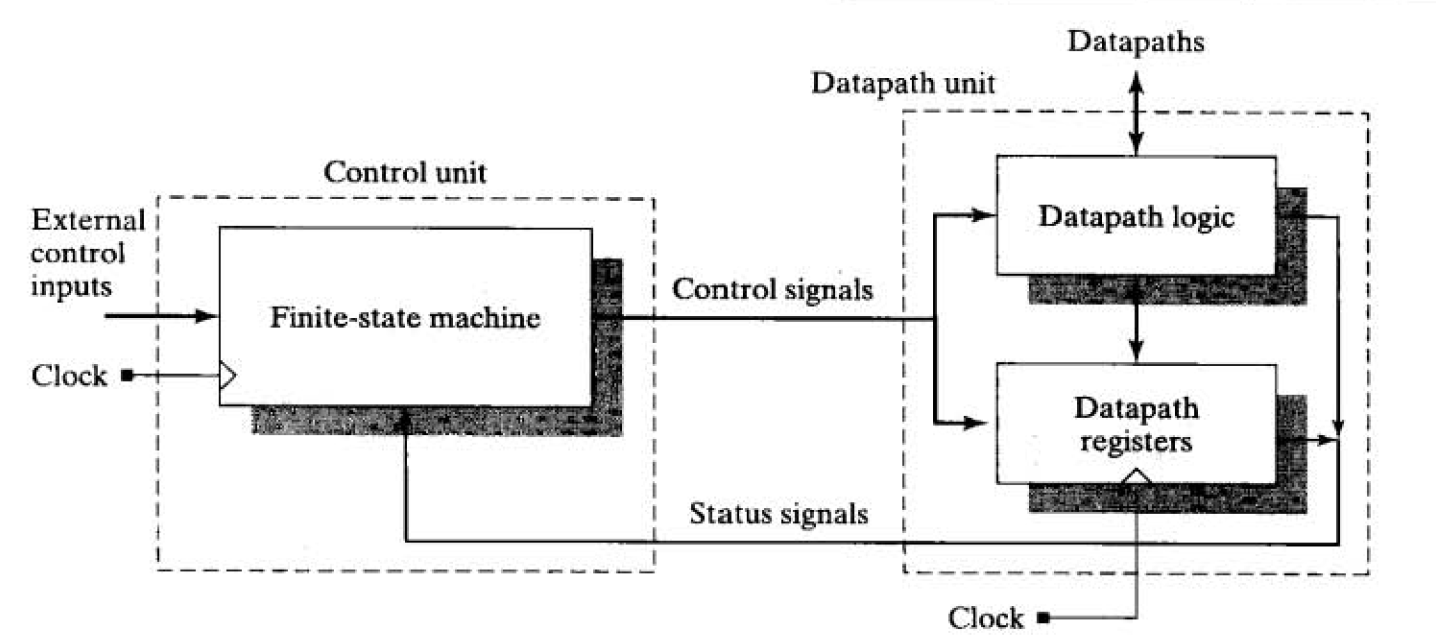 Datapaths
Datapath unit
Control unit
External
control
inputs
Finite-state machine
Clock
Control signals
Datapath logic
Datapath
registers
Status signals
Clock